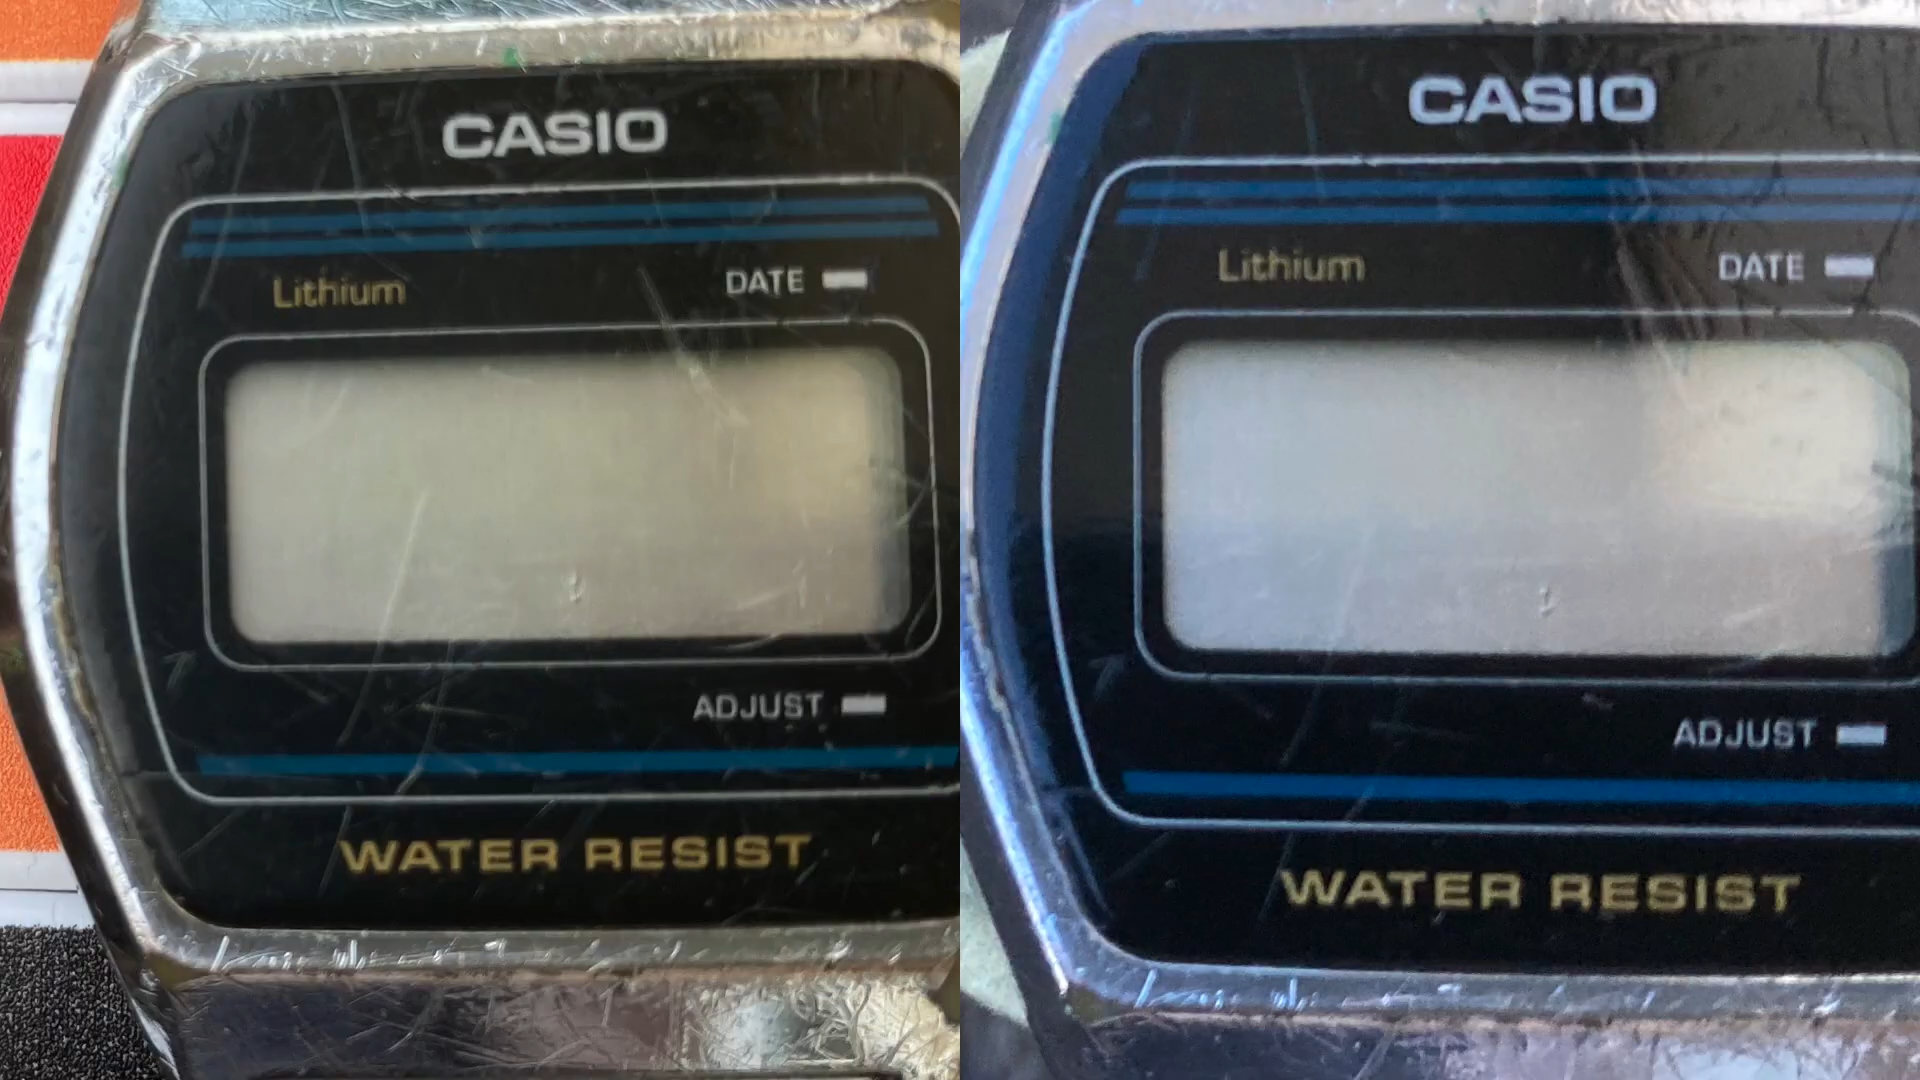 CASIO
Lithium DATE
ADJUST
WATER RESIST
CASIO
Lithium DATE
ADJUST
WATER RESIST